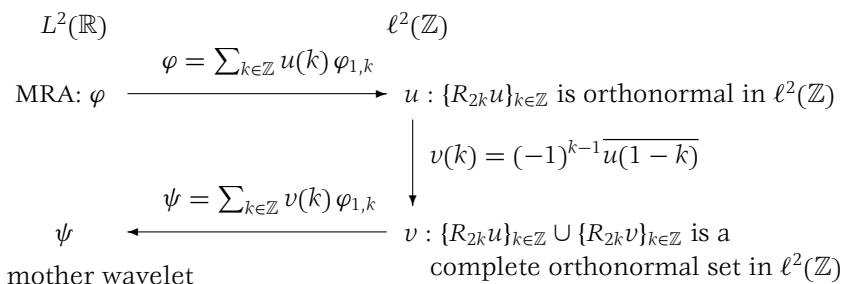 L²(ℝ) ℓ²(ℤ)
φ = ∑_{k∈ℤ} u(k) φ_{1,k}
MRA: φ u : {R_{2k}u}_{k∈ℤ} is orthonormal in ℓ²(ℤ)
v(k) = (−1)^{k−1} \overline{u(1 − k)}
ψ = ∑_{k∈ℤ} v(k) φ_{1,k}
ψ v : {R_{2k}u}_{k∈ℤ} ∪ {R_{2k}v}_{k∈ℤ} is a
mother wavelet complete orthonormal set in ℓ²(ℤ)